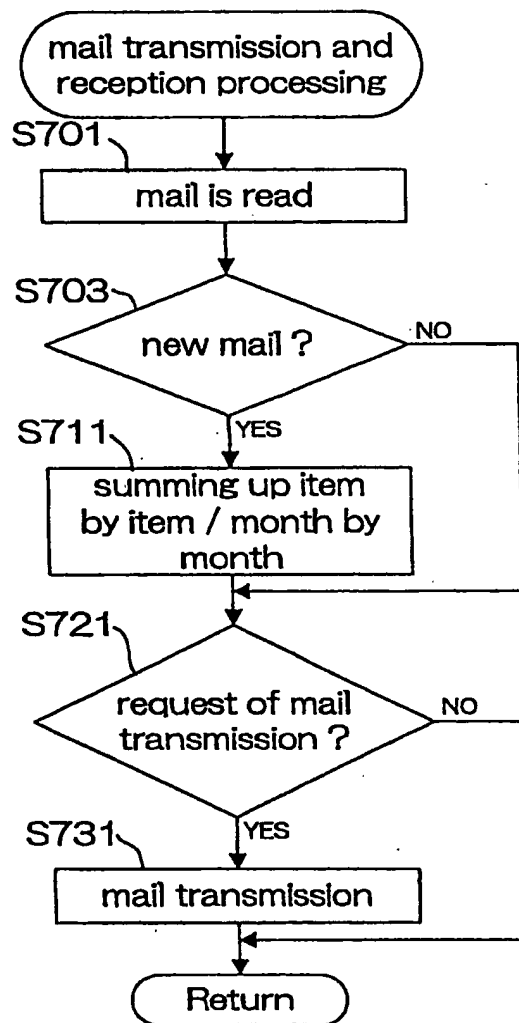 mail transmission and
reception processing
S701
mail is read
S703
new mail ?
NO
YES
S711
summing up item
by item / month by
month
S721
request of mail
transmission ?
NO
YES
S731
mail transmission
Return